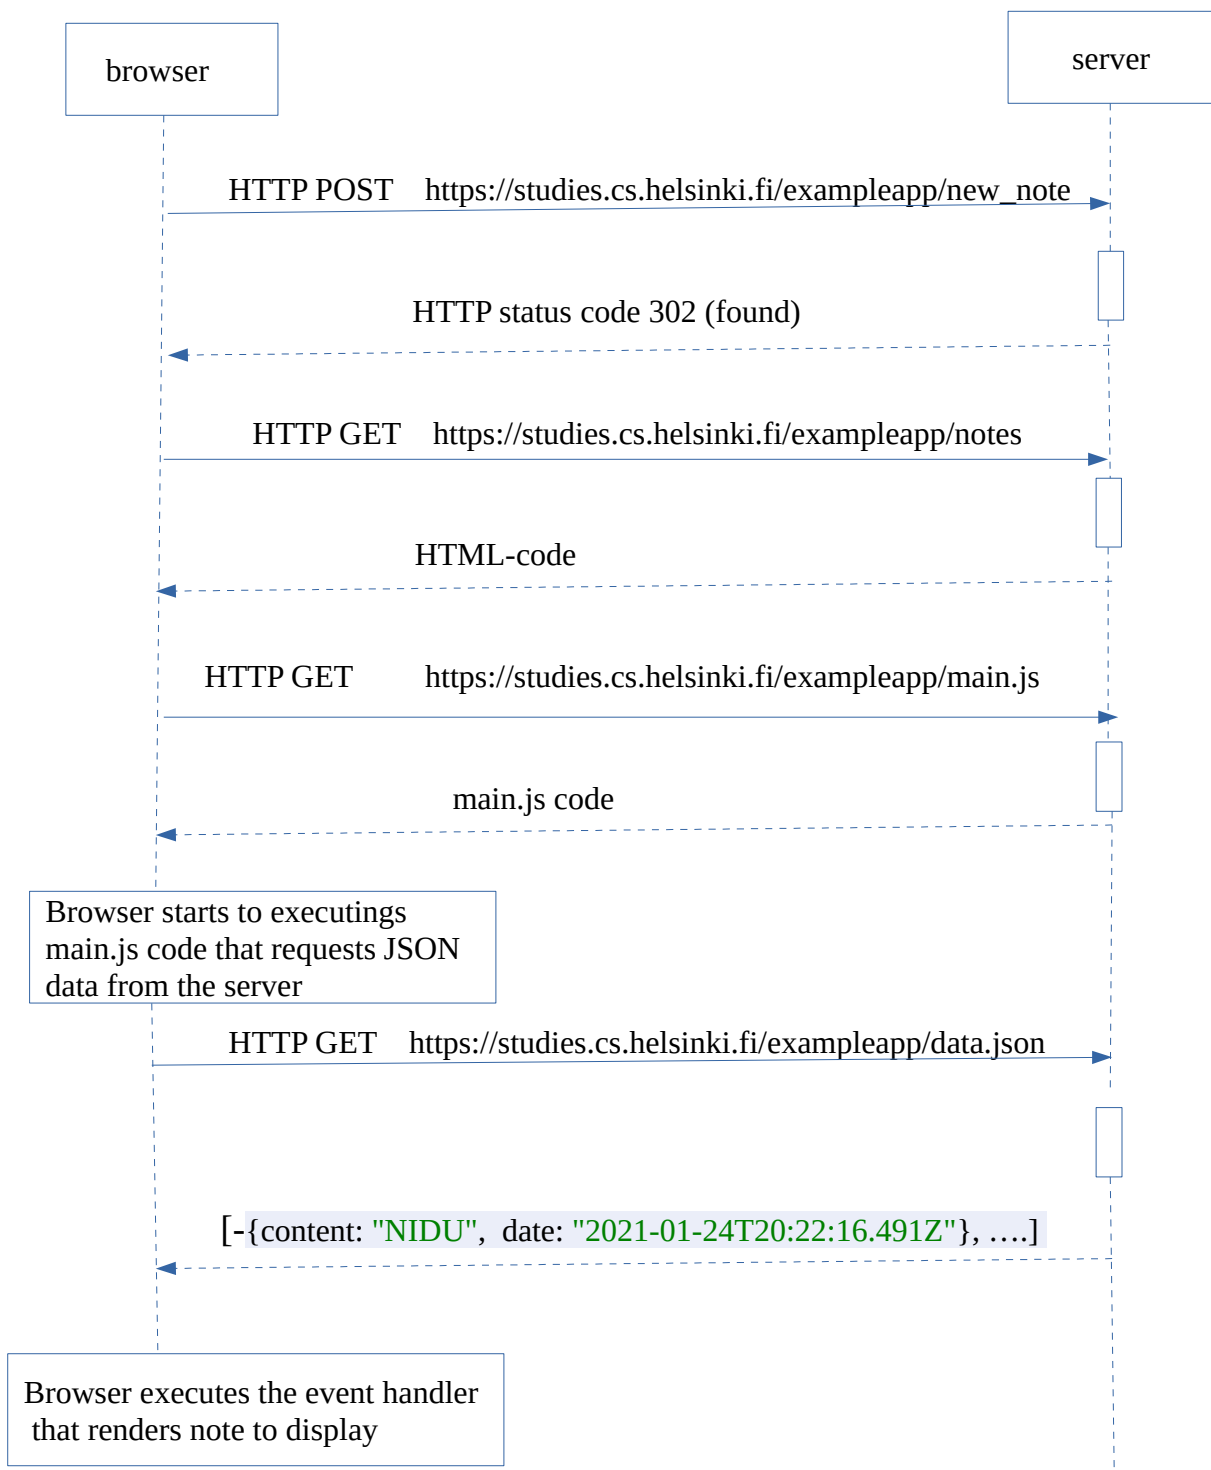 browser
server
HTTP POST https://studies.cs.helsinki.fi/exampleapp/new_note
HTTP status code 302 (found)
HTTP GET https://studies.cs.helsinki.fi/exampleapp/notes
HTML-code
HTTP GET https://studies.cs.helsinki.fi/exampleapp/main.js
main.js code
Browser starts to executings
main.js code that requests JSON
data from the server
HTTP GET https://studies.cs.helsinki.fi/exampleapp/data.json
[-{content: "NIDU", date: "2021-01-24T20:22:16.491Z"}, ….]
Browser executes the event handler
that renders note to display